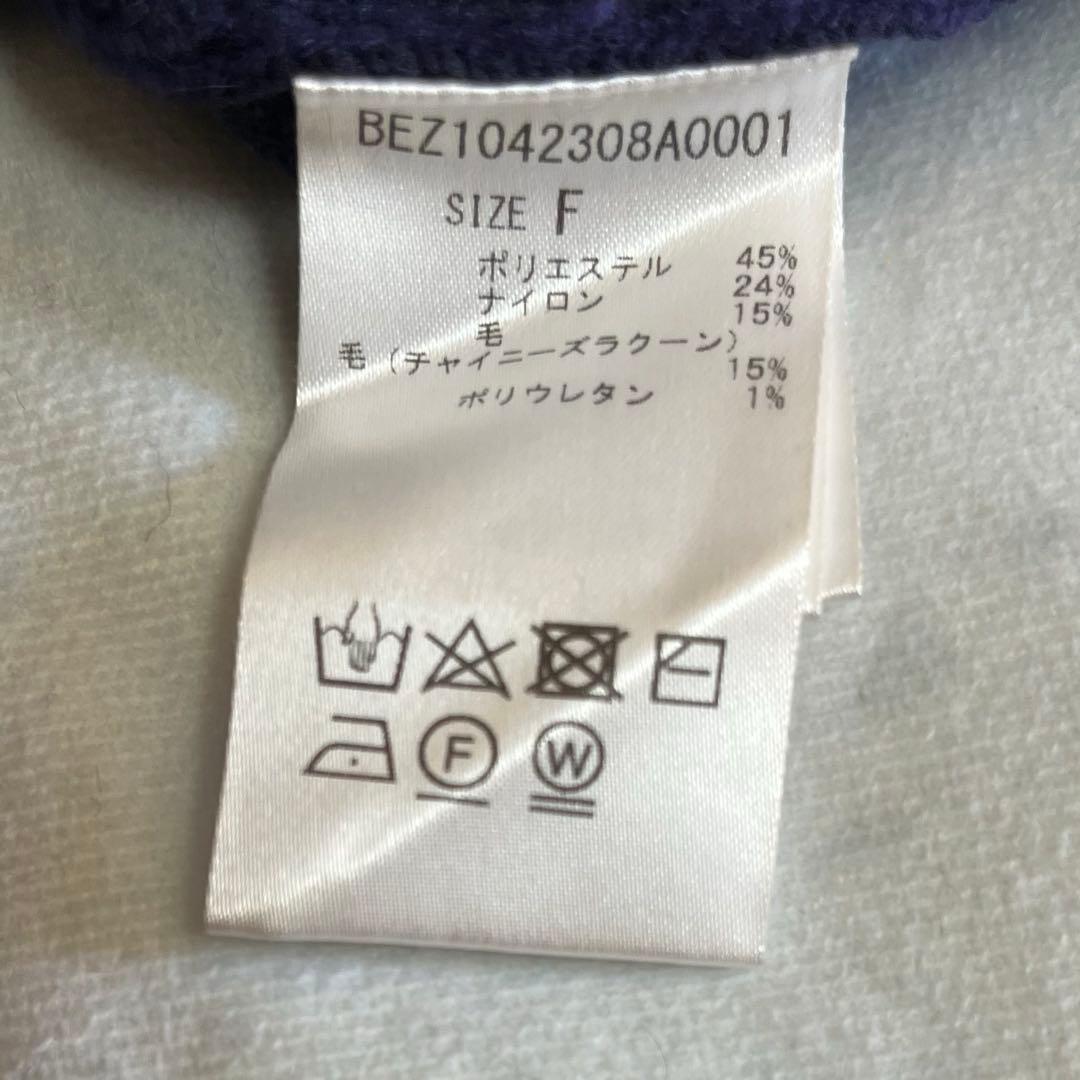 BEZ1042308A0001
SIZE F
ポリエステル 45%
ナイロン 24%
毛 15%
毛（チャイニーズラクーン）
15%
ポリウレタン 1%
F W